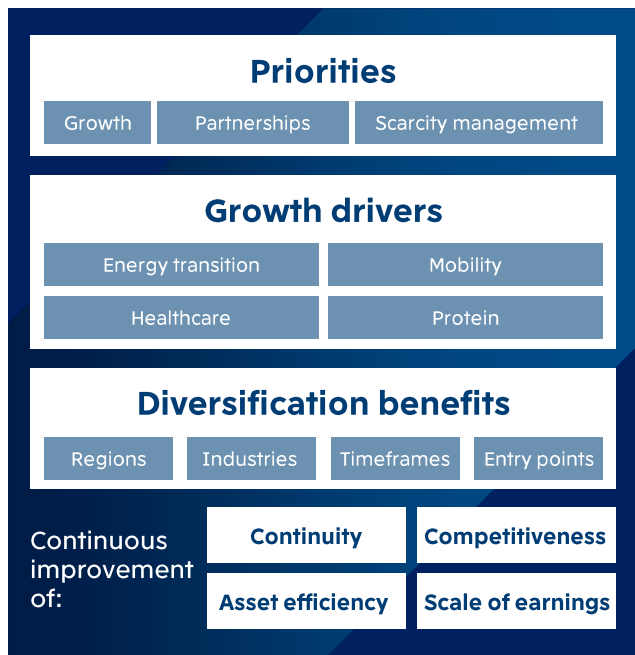 Priorities
Growth
Partnerships
Scarcity management
Growth drivers
Energy transition
Mobility
Healthcare
Protein
Diversification benefits
Regions
Industries
Timeframes
Entry points
Continuous
improvement
of:
Continuity
Competitiveness
Asset efficiency
Scale of earnings